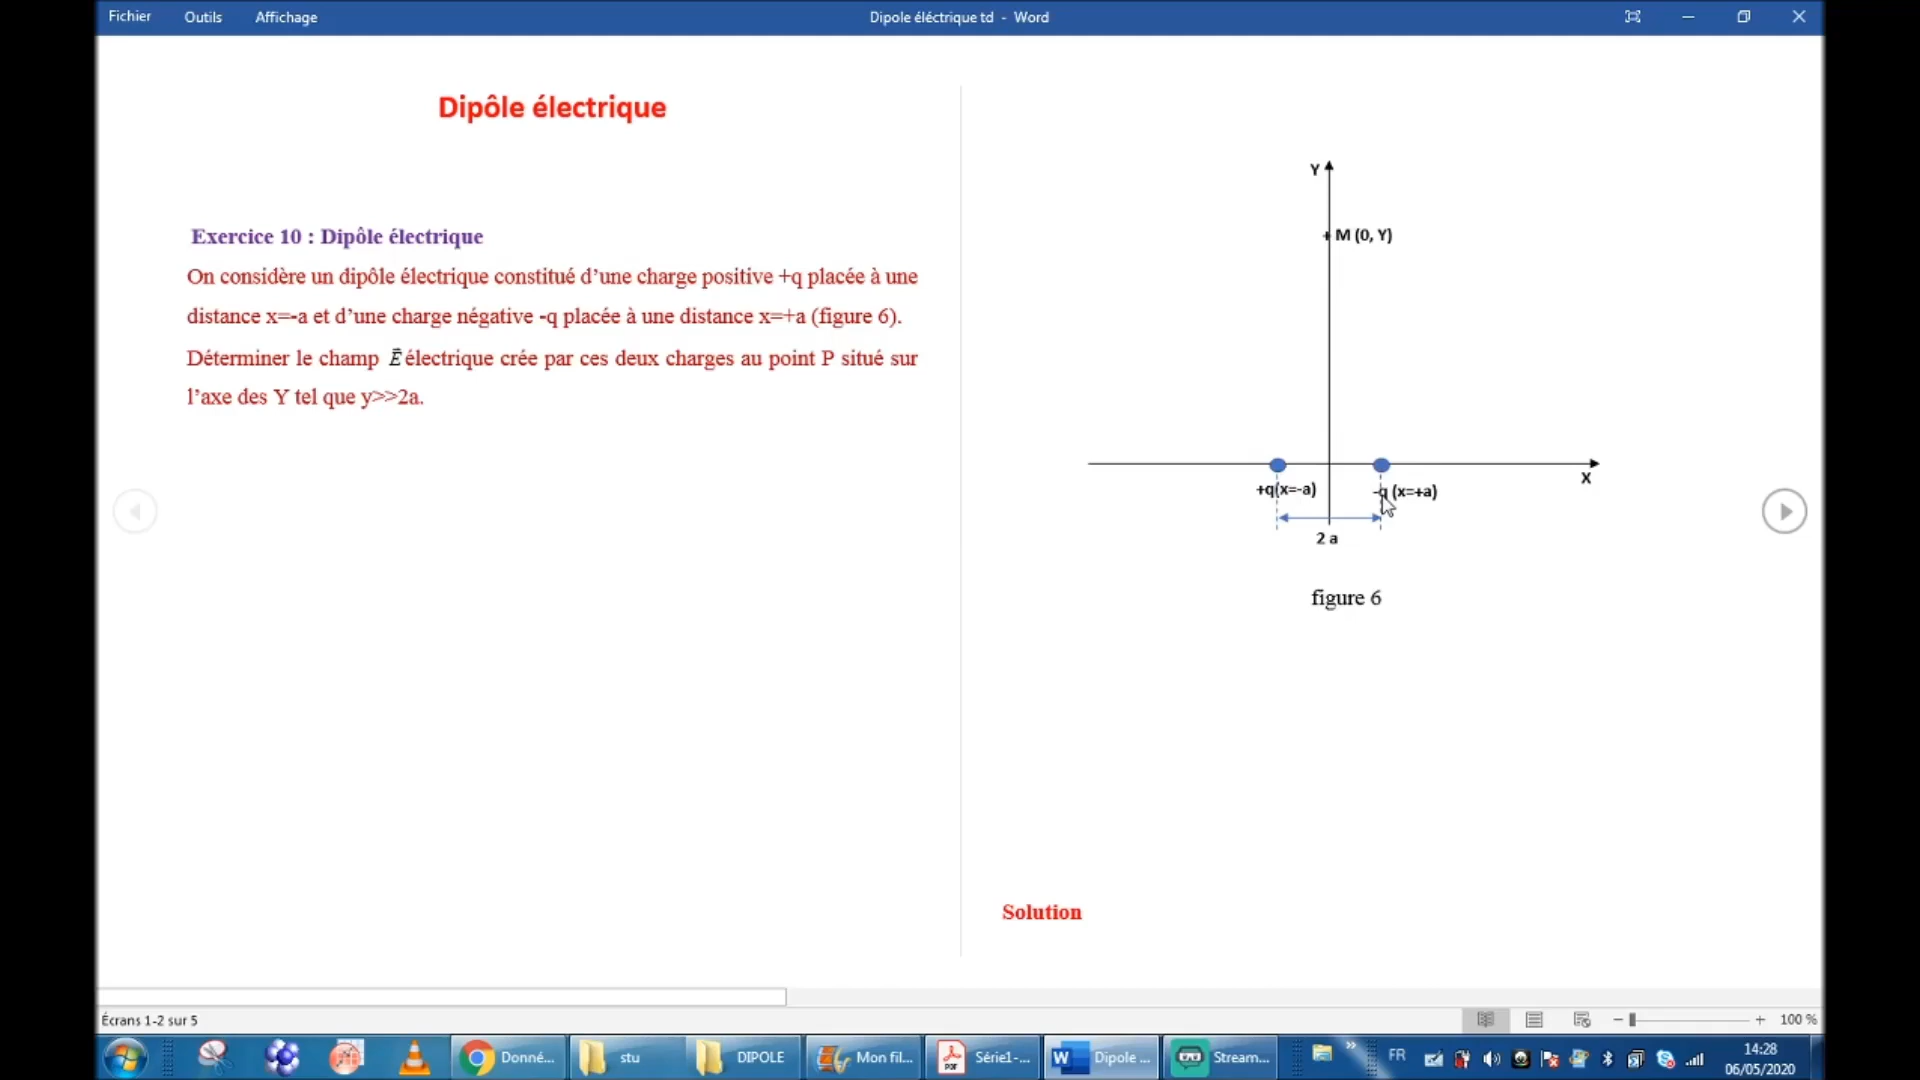 Fichier Outils Affichage Dipole éléctrique td - Word
Dipôle électrique
Exercice 10 : Dipôle électrique
On considère un dipôle électrique constitué d’une charge positive +q placée à une
distance x=-a et d’une charge négative -q placée à une distance x=+a (figure 6).
Déterminer le champ E⃗ électrique crée par ces deux charges au point P situé sur
l’axe des Y tel que y>>2a.
Y
M (0, Y)
X
+q(x=-a) -q (x=+a)
2 a
figure 6
Solution
Écrans 1-2 sur 5 100 %
Donné... stu DIPOLE Mon fil... Série1-... Dipole ... Stream... FR 14:28
06/05/2020